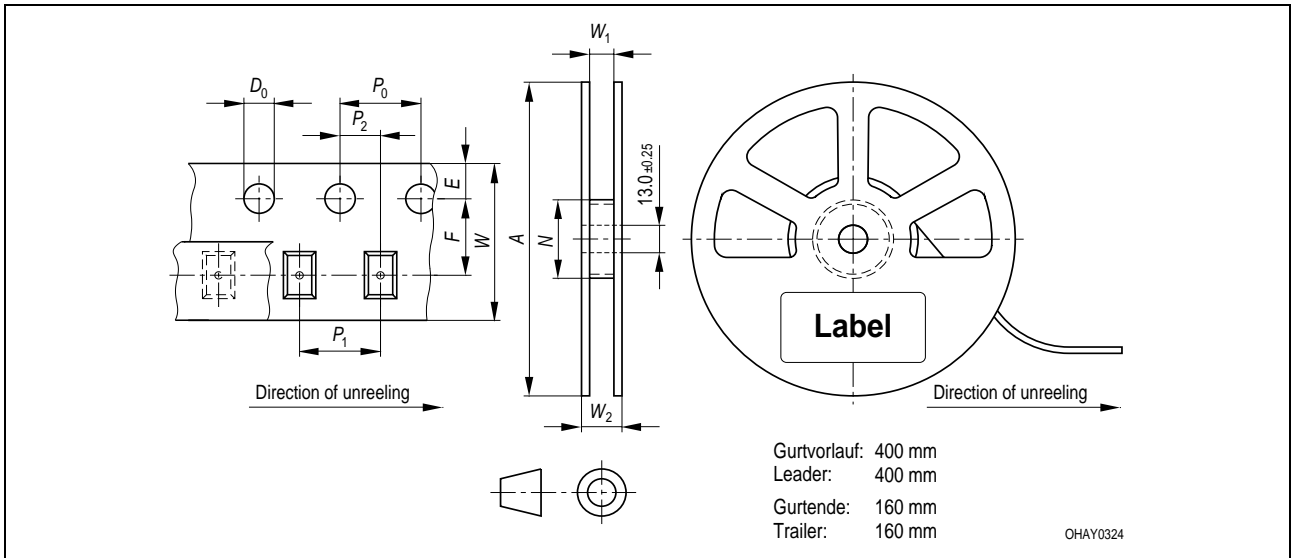 W₁
D₀
P₀
P₂
E
F
W
A
N
13.0 ±0.25
P₁
Label
Direction of unreeling
Direction of unreeling
W₂
Gurtvorlauf: 400 mm
Leader: 400 mm
Gurtende: 160 mm
Trailer: 160 mm
OHAY0324